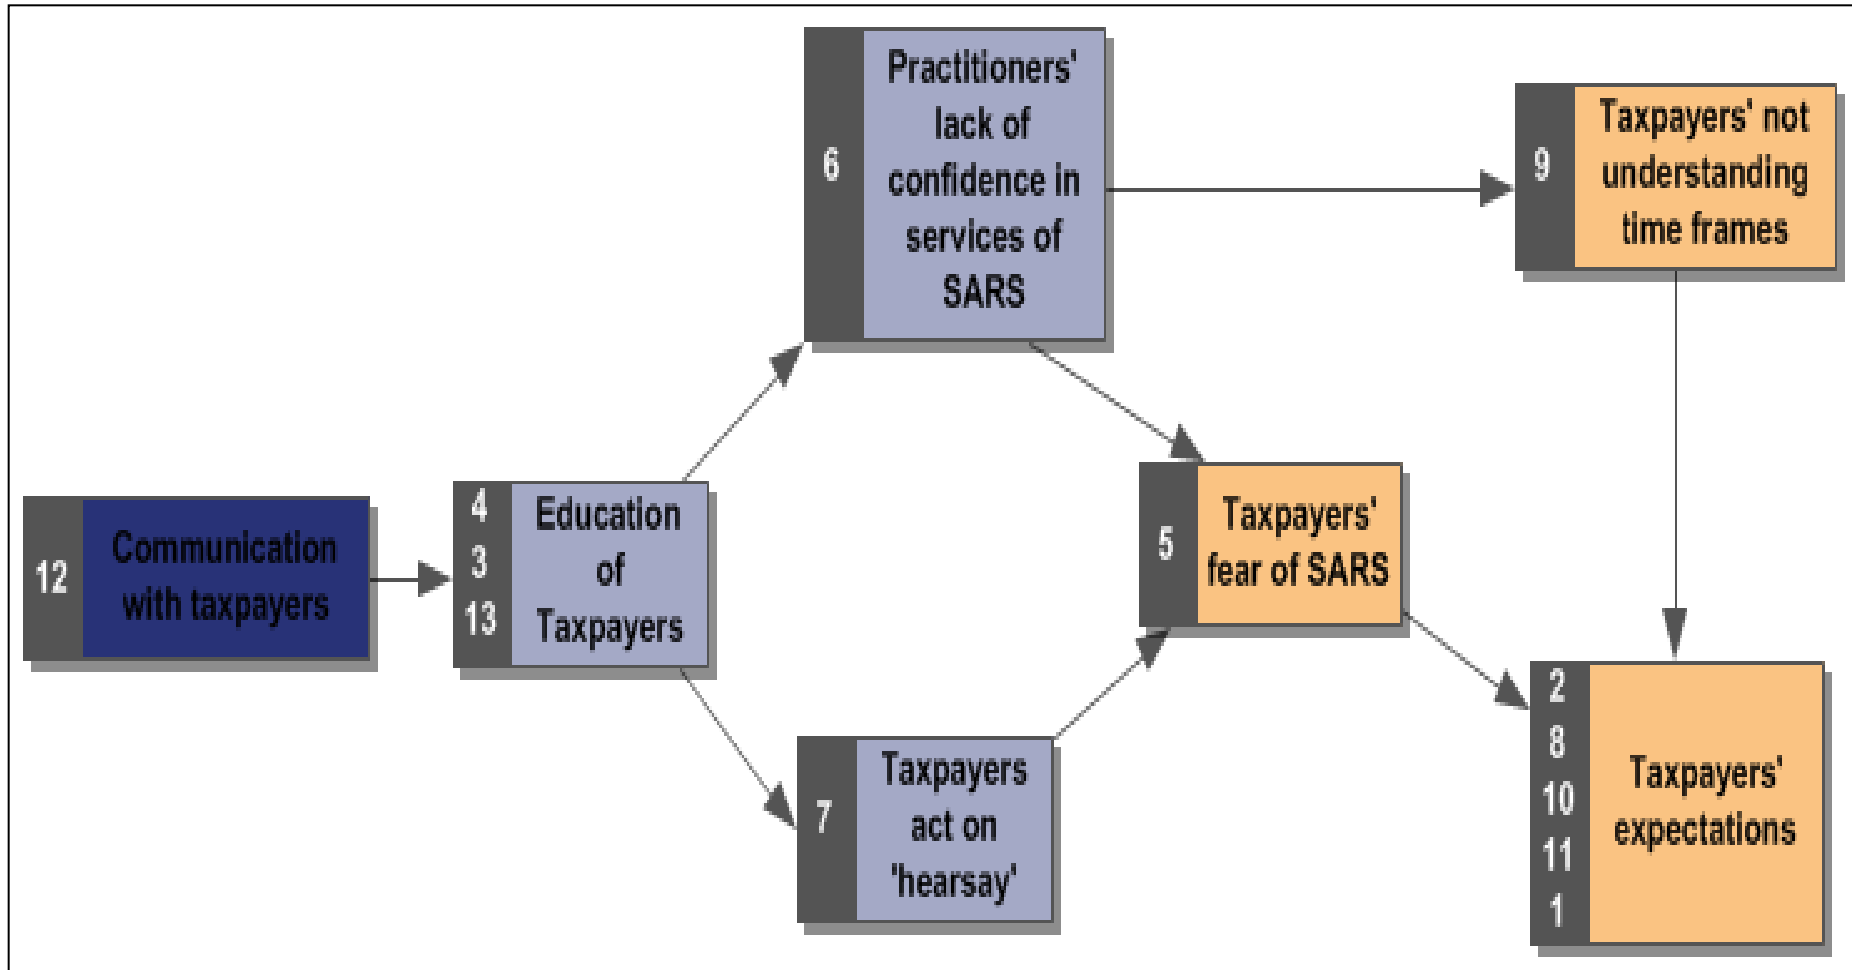 6
Practitioners'
lack of
confidence in
services of
SARS
9
Taxpayers' not
understanding
time frames
12
Communication
with taxpayers
4
3
13
Education
of
Taxpayers
5
Taxpayers'
fear of SARS
7
Taxpayers
act on
'hearsay'
2
8
10
11
1
Taxpayers'
expectations